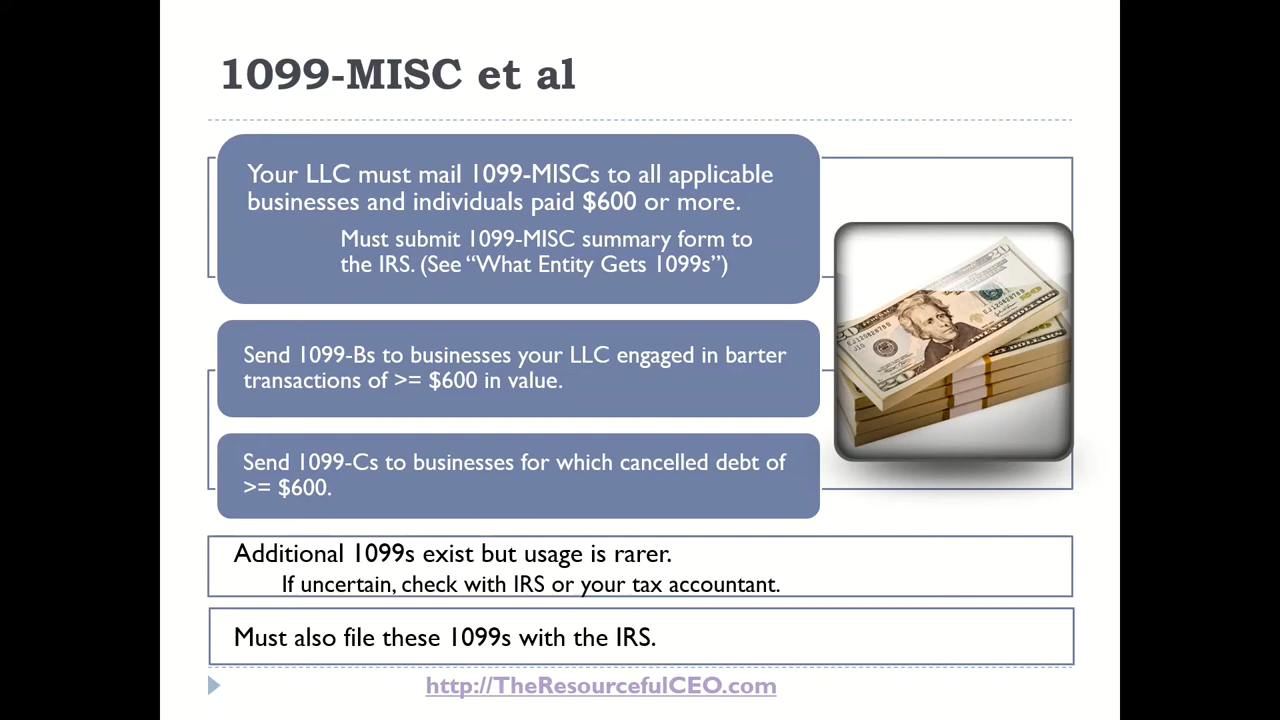 1099-MISC et al
Your LLC must mail 1099-MISCs to all applicable
businesses and individuals paid $600 or more.
Must submit 1099-MISC summary form to
the IRS. (See “What Entity Gets 1099s”)
Send 1099-Bs to businesses your LLC engaged in barter
transactions of >= $600 in value.
Send 1099-Cs to businesses for which cancelled debt of
>= $600.
Additional 1099s exist but usage is rarer.
If uncertain, check with IRS or your tax accountant.
Must also file these 1099s with the IRS.
http://TheResourcefulCEO.com